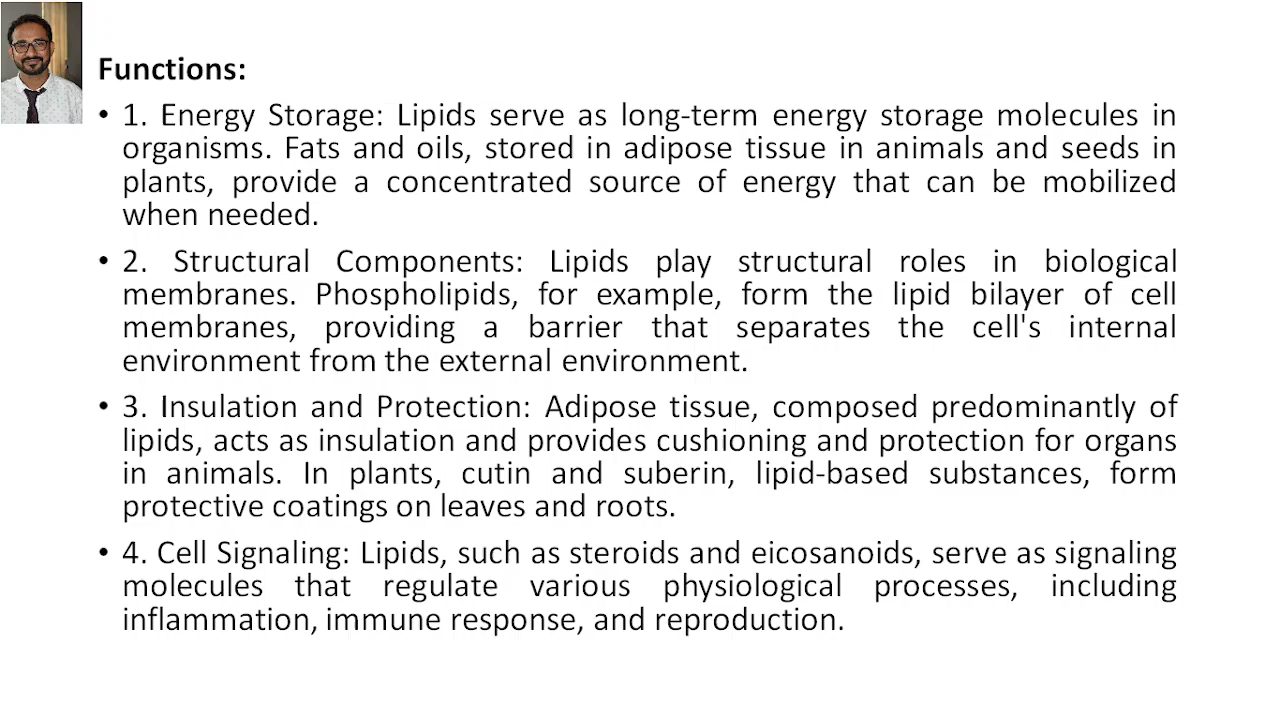 Functions:
• 1. Energy Storage: Lipids serve as long-term energy storage molecules in
organisms. Fats and oils, stored in adipose tissue in animals and seeds in
plants, provide a concentrated source of energy that can be mobilized
when needed.
• 2. Structural Components: Lipids play structural roles in biological
membranes. Phospholipids, for example, form the lipid bilayer of cell
membranes, providing a barrier that separates the cell's internal
environment from the external environment.
• 3. Insulation and Protection: Adipose tissue, composed predominantly of
lipids, acts as insulation and provides cushioning and protection for organs
in animals. In plants, cutin and suberin, lipid-based substances, form
protective coatings on leaves and roots.
• 4. Cell Signaling: Lipids, such as steroids and eicosanoids, serve as signaling
molecules that regulate various physiological processes, including
inflammation, immune response, and reproduction.